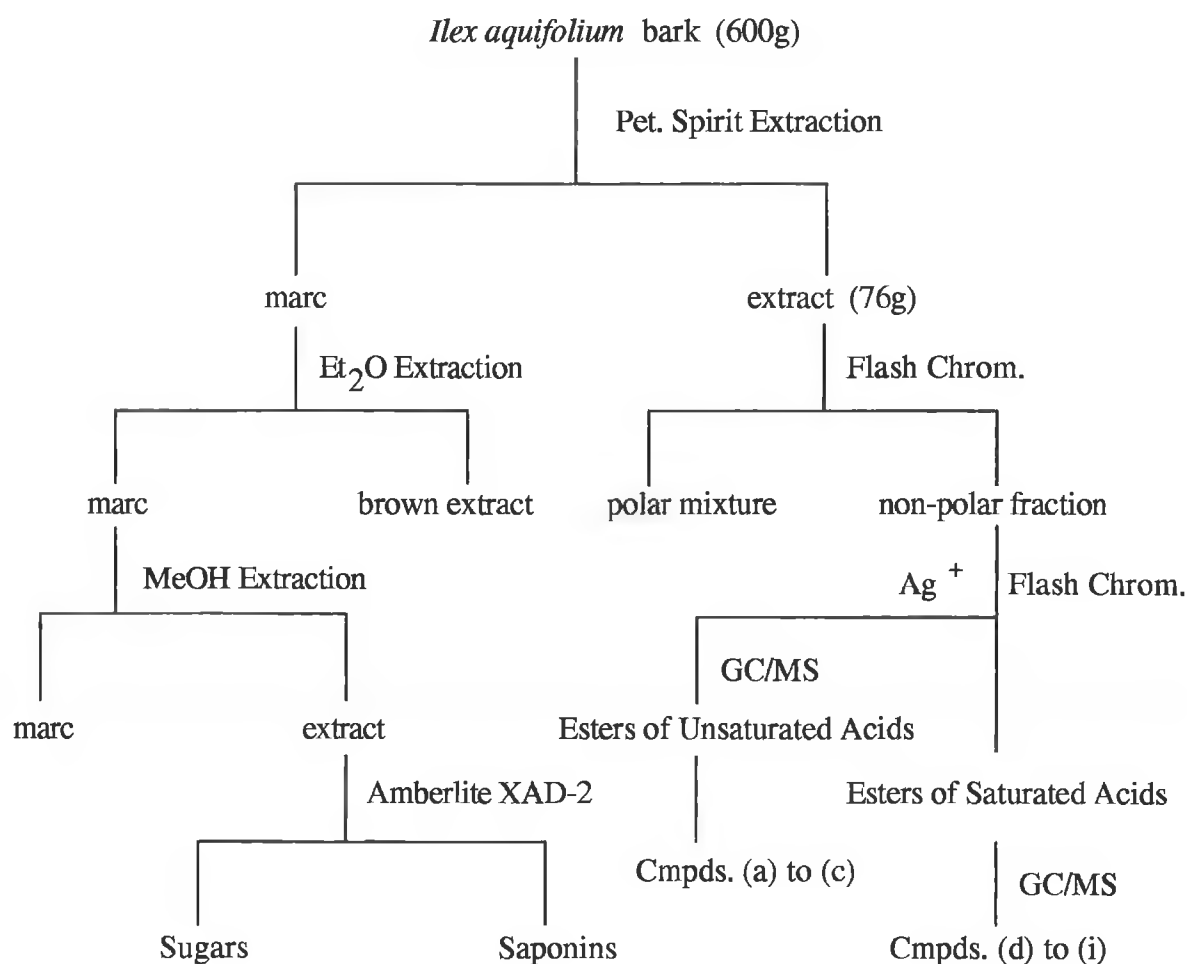 Ilex aquifolium bark (600g)
Pet. Spirit Extraction
marc
extract (76g)
Et2O Extraction
Flash Chrom.
marc
brown extract
polar mixture
non-polar fraction
MeOH Extraction
Ag +
Flash Chrom.
GC/MS
marc
extract
Esters of Unsaturated Acids
Amberlite XAD-2
Esters of Saturated Acids
Cmpds. (a) to (c)
GC/MS
Sugars
Saponins
Cmpds. (d) to (i)